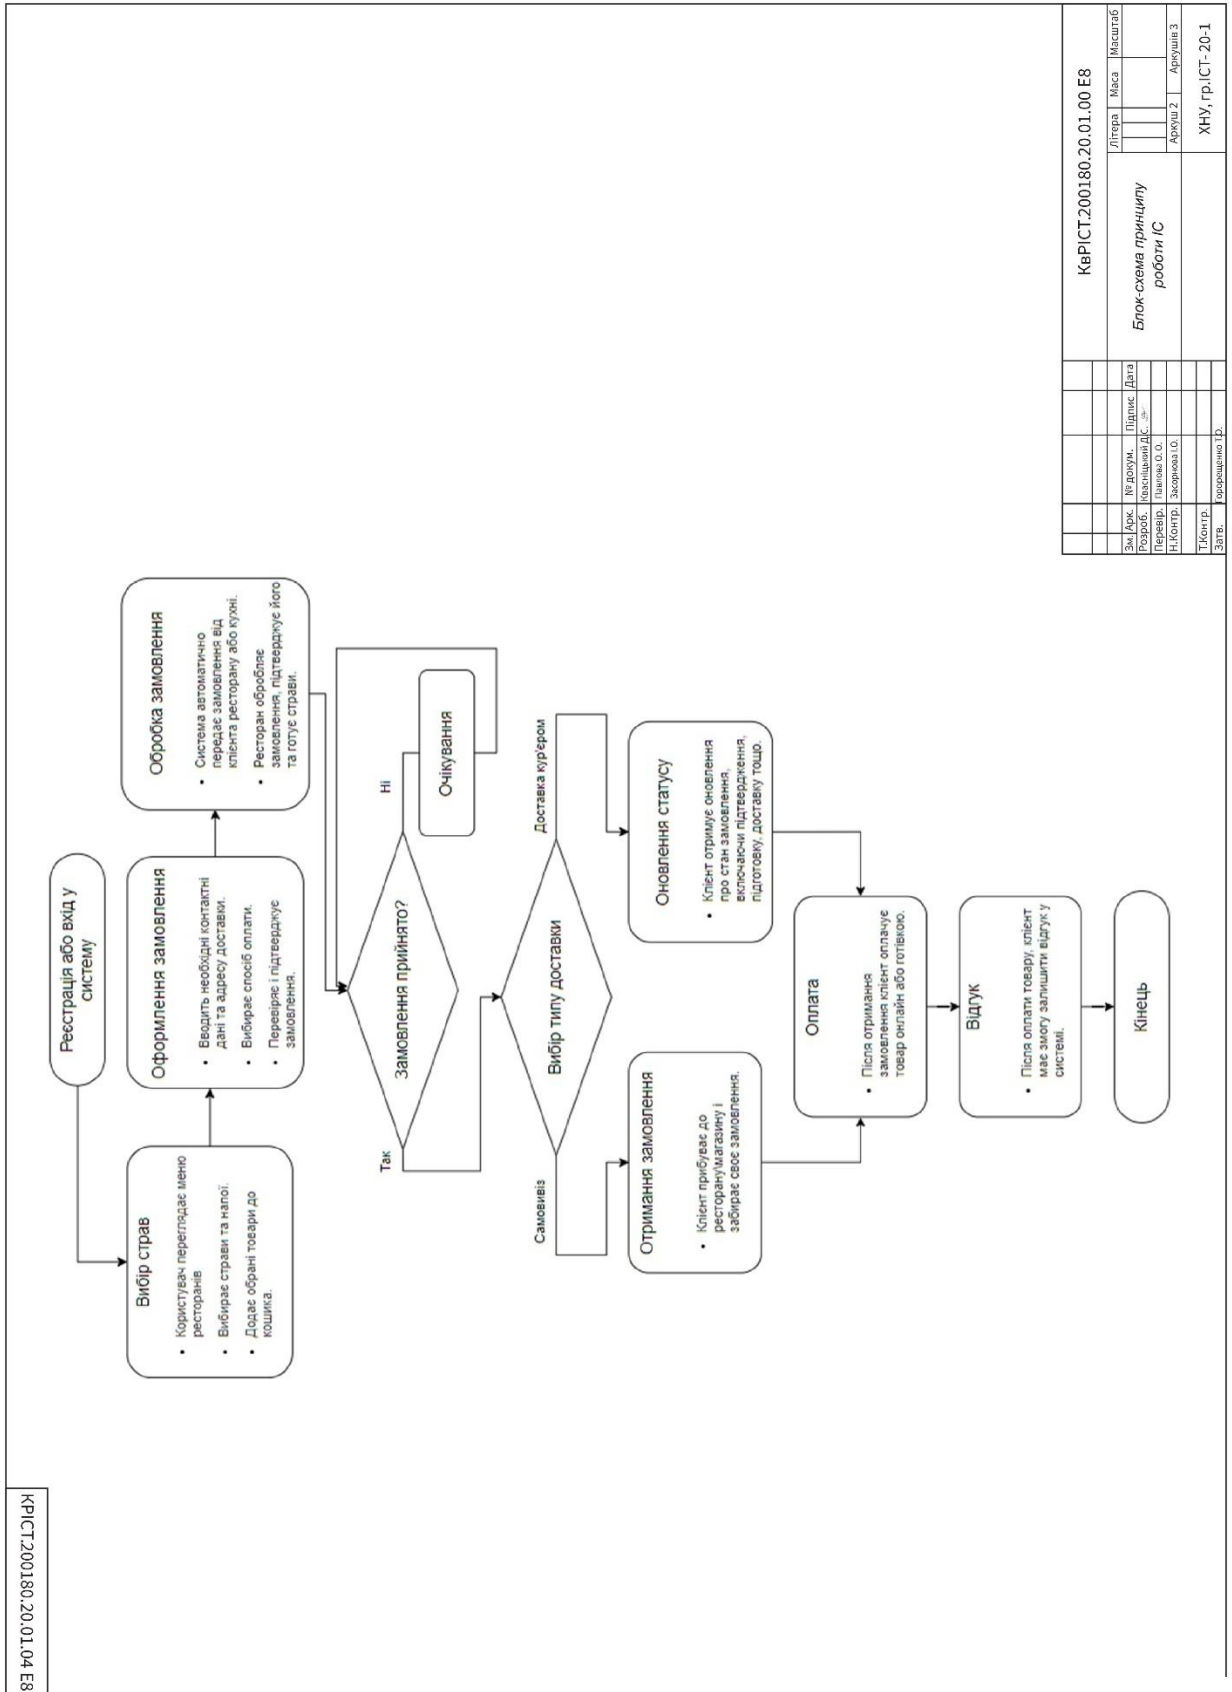 КРІСТ.200180.20.01.04 Е8
Реєстрація або вхід у
систему
Вибір страв
• Користувач переглядає меню
ресторанів
• Вибирає страви та напої.
• Додає обрані товари до
кошика.
Оформлення замовлення
• Вводить необхідні контактні
дані та адресу доставки.
• Вибирає спосіб оплати.
• Перевіряє і підтверджує
замовлення.
Обробка замовлення
• Система автоматично
передає замовлення від
клієнта ресторану або кухні.
• Ресторан обробляє
замовлення, підтверджує його
та готує страви.
Замовлення прийнято?
Так
Ні
Очікування
Вибір типу доставки
Самовивіз
Доставка кур'єром
Отримання замовлення
• Клієнт прибуває до
ресторану\магазину і
забирає своє замовлення.
Оновлення статусу
• Клієнт отримує оновлення
про стан замовлення,
включаючи підтвердження,
підготовку, доставку тощо.
Оплата
• Після отримання
замовлення клієнт оплачує
товар онлайн або готівкою.
Відгук
• Після оплати товару, клієнт
має змогу залишити відгук у
системі.
Кінець
КвРІСТ.200180.20.01.00 Е8
Зм. Арк. № докум. Підпис Дата
Розроб. Квасніцький Д.С.
Перевір. Павлова О. О.
Н.Контр. Засорнова І.О.
Т.Контр.
Затв. Горорещенко Т.О.
Блок-схема принципу
роботи ІС
Літера Маса Масштаб
Аркуш 2 Аркушів 3
ХНУ, гр.ІСТ- 20-1